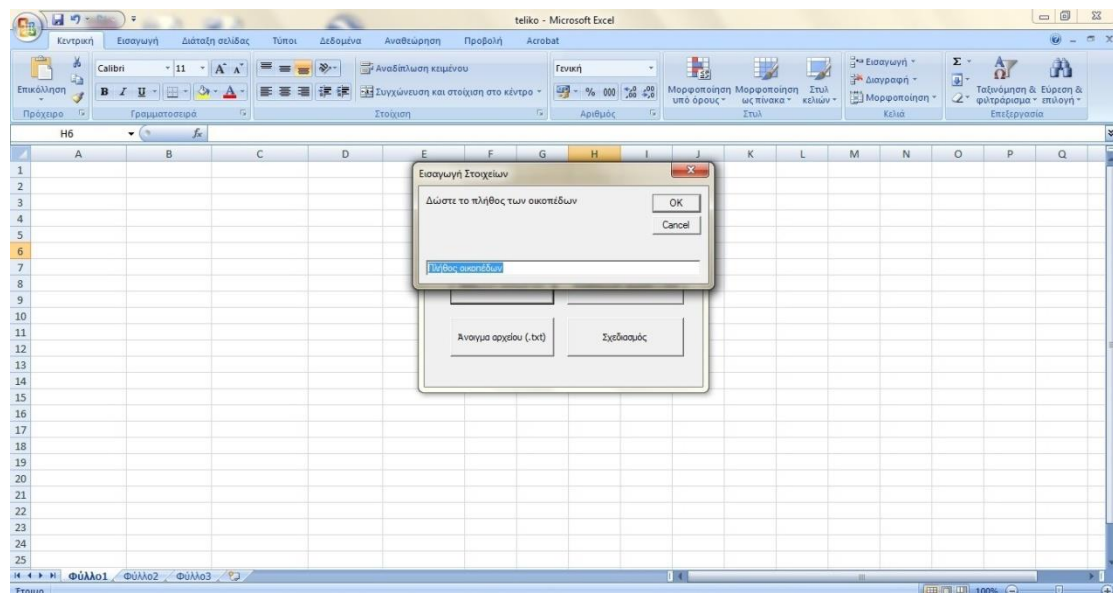 teliko - Microsoft Excel
Κεντρική Εισαγωγή Διάταξη σελίδας Τύποι Δεδομένα Αναθεώρηση Προβολή Acrobat
Επικόλληση
Calibri 11
Αναδίπλωση κειμένου
Συγχώνευση και στοίχιση στο κέντρο
Γενική
% 000
Μορφοποίηση υπό όρους
Μορφοποίηση ως πίνακα
Στυλ κελιών
Εισαγωγή
Διαγραφή
Μορφοποίηση
Ταξινόμηση & φιλτράρισμα
Εύρεση & επιλογή
Πρόχειρο Γραμματοσειρά Στοίχιση Αριθμός Στυλ Κελιά Επεξεργασία
H6 fx
A B C D E F G H I J K L M N O P Q
1
2
3
4
5
6
7
8
9
10
11
12
13
14
15
16
17
18
19
20
21
22
23
24
25
Εισαγωγή Στοιχείων
Δώστε το πλήθος των οικοπέδων
OK
Cancel
Πλήθος οικοπέδων
Άνοιγμα αρχείου (.txt) Σχεδιασμός
Φύλλο1 Φύλλο2 Φύλλο3
Έτοιμο 100%